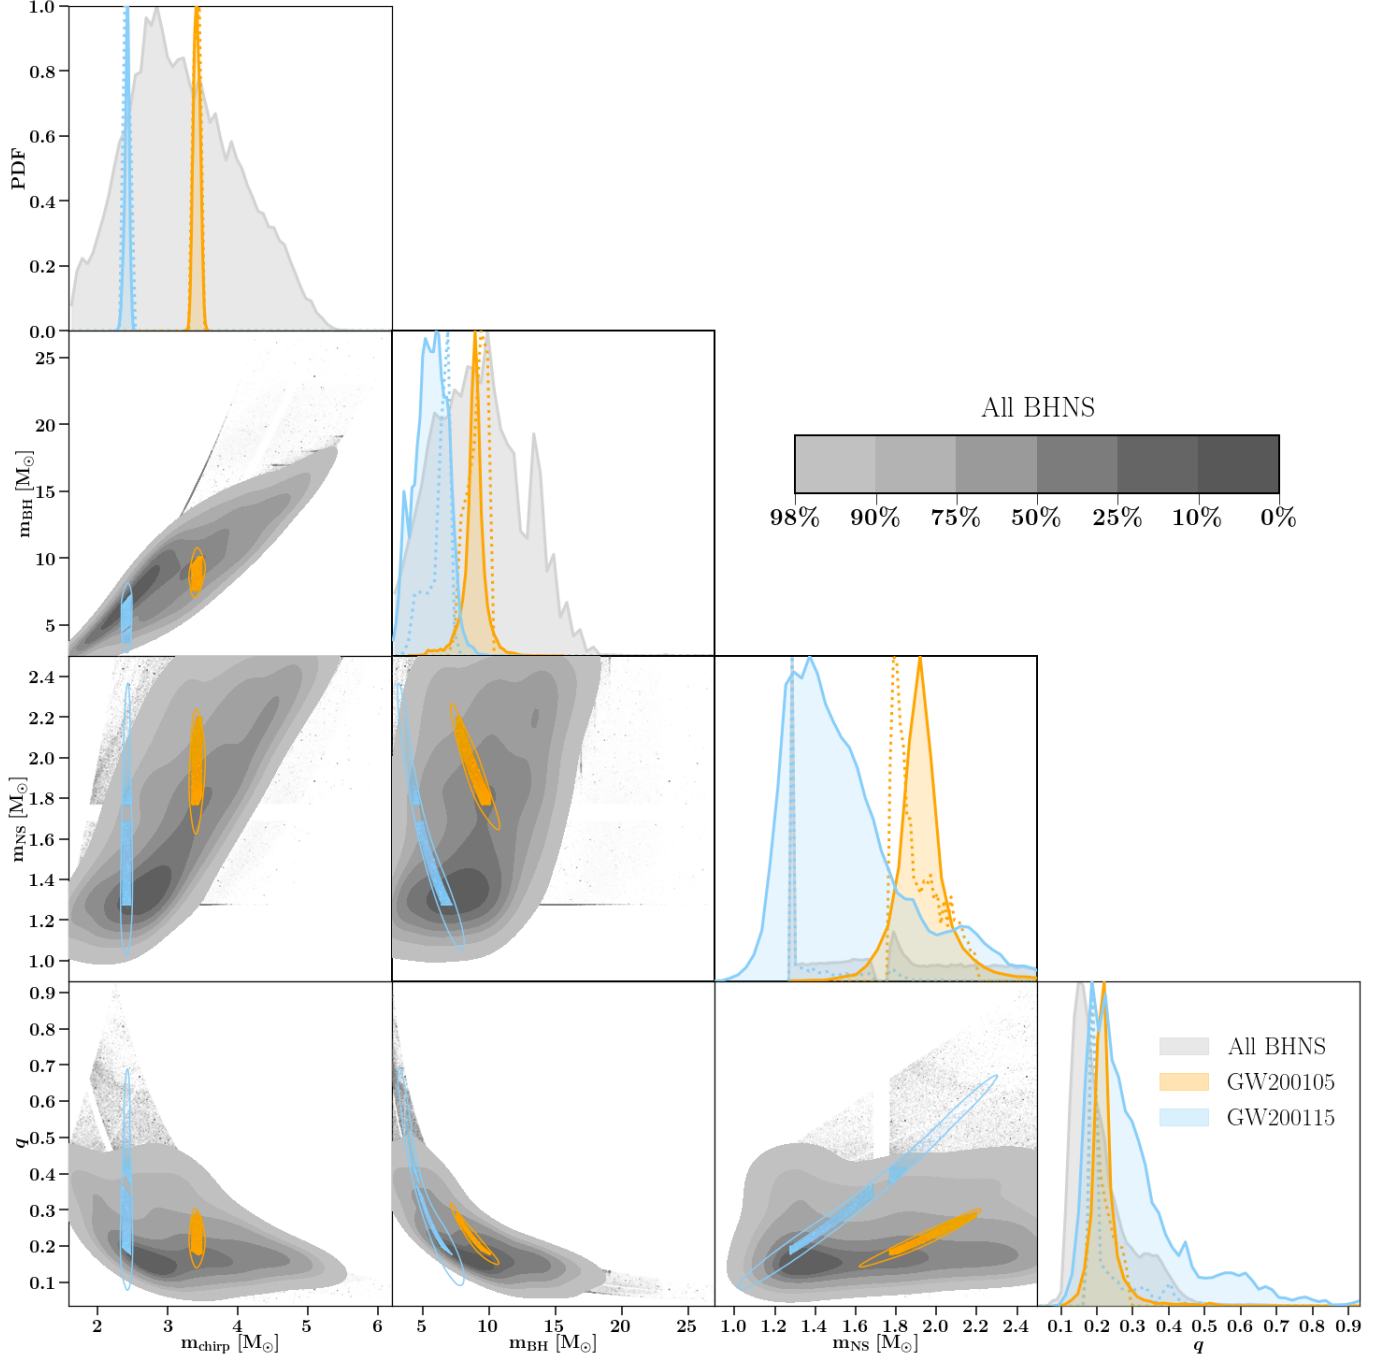 1.0
0.8
0.6
0.4
0.2
0.0
PDF
25
20
15
10
5
m_BH [M_⊙]
All BHNS
98% 90% 75% 50% 25% 10% 0%
2.4
2.2
2.0
1.8
1.6
1.4
1.2
1.0
m_NS [M_⊙]
0.9
0.8
0.7
0.6
0.5
0.4
0.3
0.2
0.1
q
All BHNS
GW200105
GW200115
2 3 4 5 6
m_chirp [M_⊙]
5 10 15 20 25
m_BH [M_⊙]
1.0 1.2 1.4 1.6 1.8 2.0 2.2 2.4
m_NS [M_⊙]
0.1 0.2 0.3 0.4 0.5 0.6 0.7 0.8 0.9
q